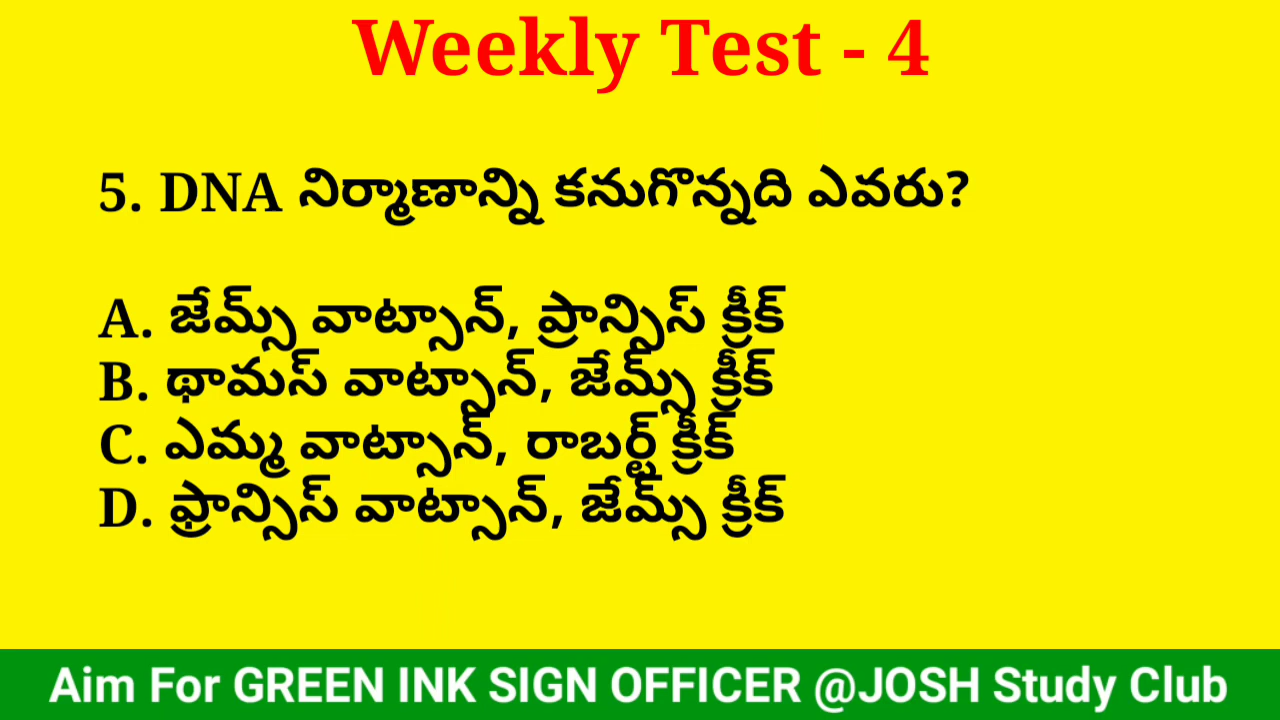 Weekly Test - 4
5. DNA నిర్మాణాన్ని కనుగొన్నది ఎవరు?
A. జేమ్స్ వాట్సాన్, ప్రాన్సిస్ క్రీక్
B. థామస్ వాట్సాన్, జేమ్స్ క్రీక్
C. ఎమ్మ వాట్సాన్, రాబర్ట్ క్రీక్
D. ఫ్రాన్సిస్ వాట్సాన్, జేమ్స్ క్రీక్
Aim For GREEN INK SIGN OFFICER @JOSH Study Club